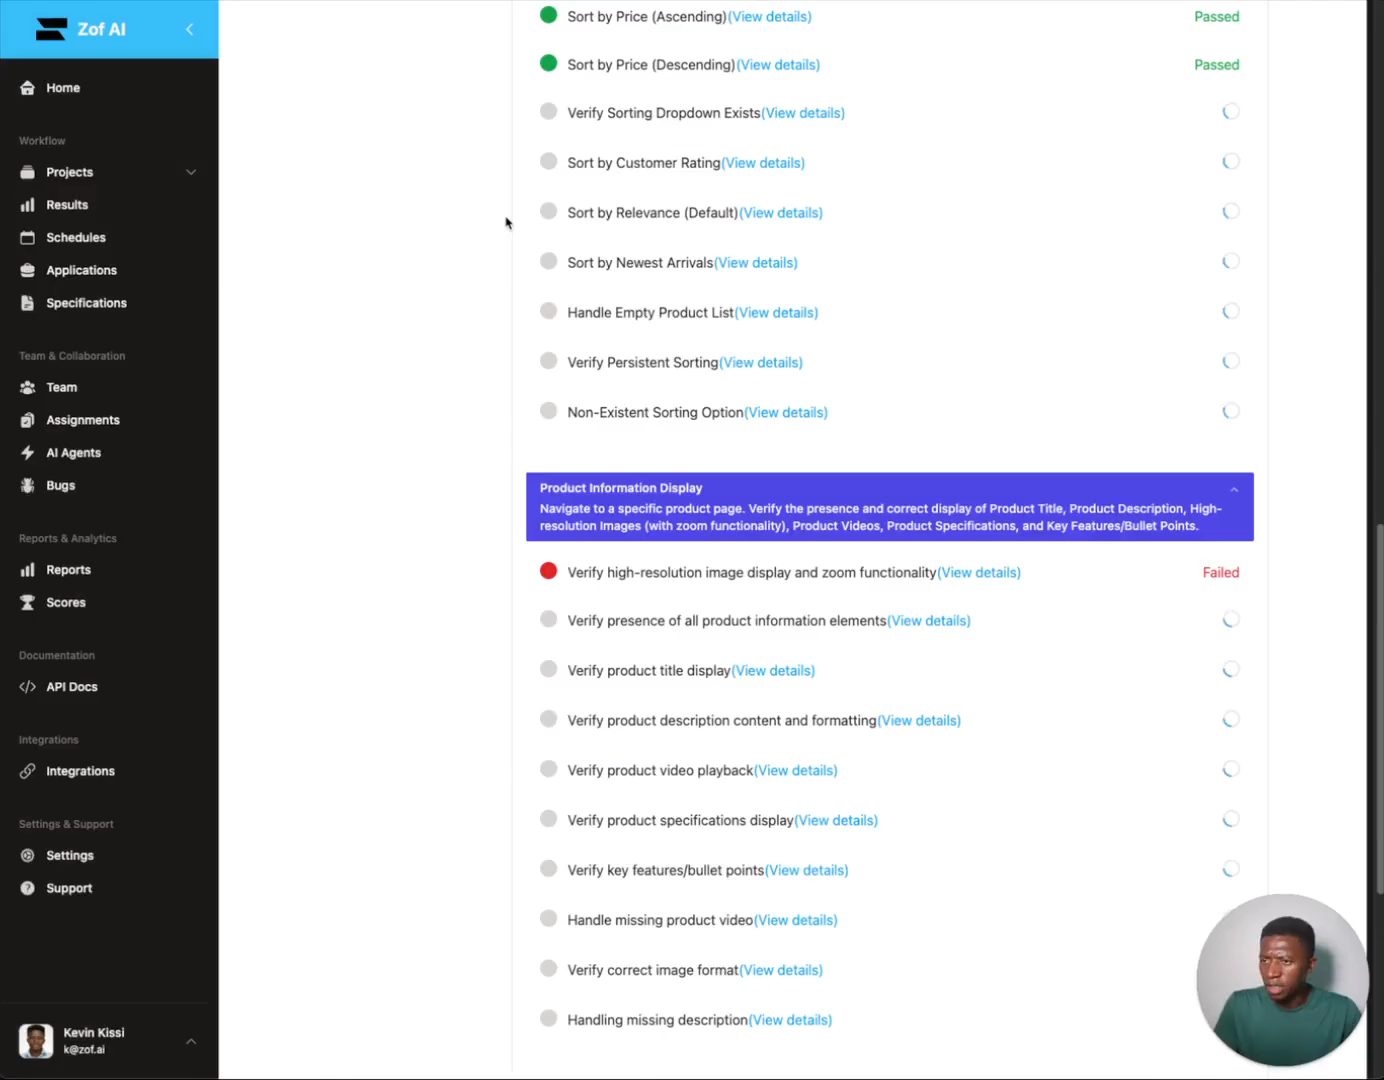 Zof AI
Home
Workflow
Projects
Results
Schedules
Applications
Specifications
Team & Collaboration
Team
Assignments
AI Agents
Bugs
Reports & Analytics
Reports
Scores
Documentation
API Docs
Integrations
Integrations
Settings & Support
Settings
Support
Kevin Kissi
k@zof.ai
Sort by Price (Ascending)(View details) Passed
Sort by Price (Descending)(View details) Passed
Verify Sorting Dropdown Exists(View details)
Sort by Customer Rating(View details)
Sort by Relevance (Default)(View details)
Sort by Newest Arrivals(View details)
Handle Empty Product List(View details)
Verify Persistent Sorting(View details)
Non-Existent Sorting Option(View details)
Product Information Display
Navigate to a specific product page. Verify the presence and correct display of Product Title, Product Description, High-
resolution Images (with zoom functionality), Product Videos, Product Specifications, and Key Features/Bullet Points.
Verify high-resolution image display and zoom functionality(View details) Failed
Verify presence of all product information elements(View details)
Verify product title display(View details)
Verify product description content and formatting(View details)
Verify product video playback(View details)
Verify product specifications display(View details)
Verify key features/bullet points(View details)
Handle missing product video(View details)
Verify correct image format(View details)
Handling missing description(View details)